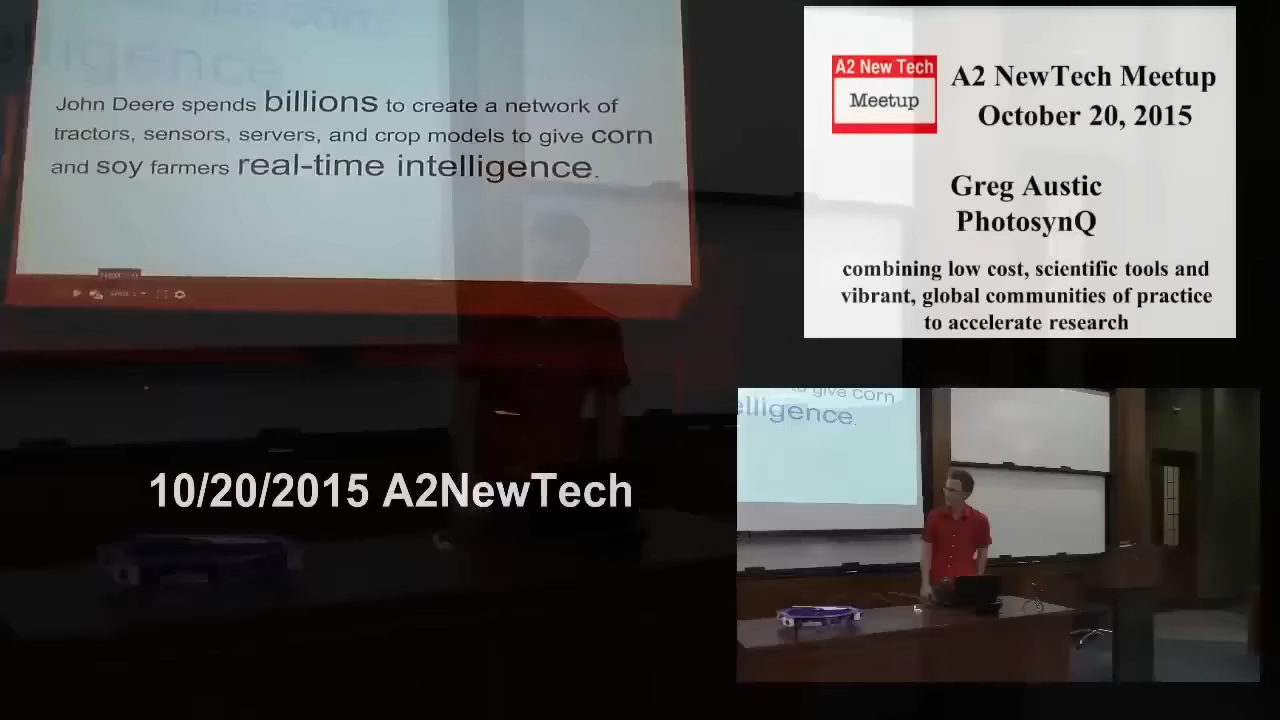 John Deere spends billions to create a network of
tractors, sensors, servers, and crop models to give corn
and soy farmers real-time intelligence.
A2 New Tech
Meetup
A2 NewTech Meetup
October 20, 2015
Greg Austic
PhotosynQ
combining low cost, scientific tools and
vibrant, global communities of practice
to accelerate research
10/20/2015 A2NewTech
to give corn
elligence.